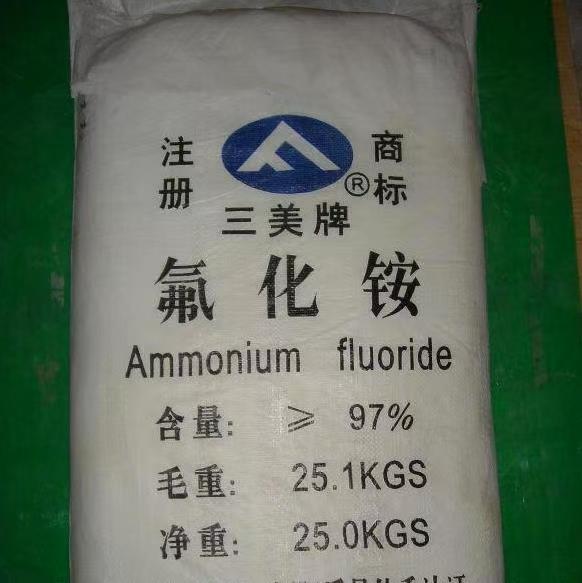 注册 商标
®
三美牌
氟化铵
Ammonium fluoride
含量: ≥ 97%
毛重: 25.1KGS
净重: 25.0KGS